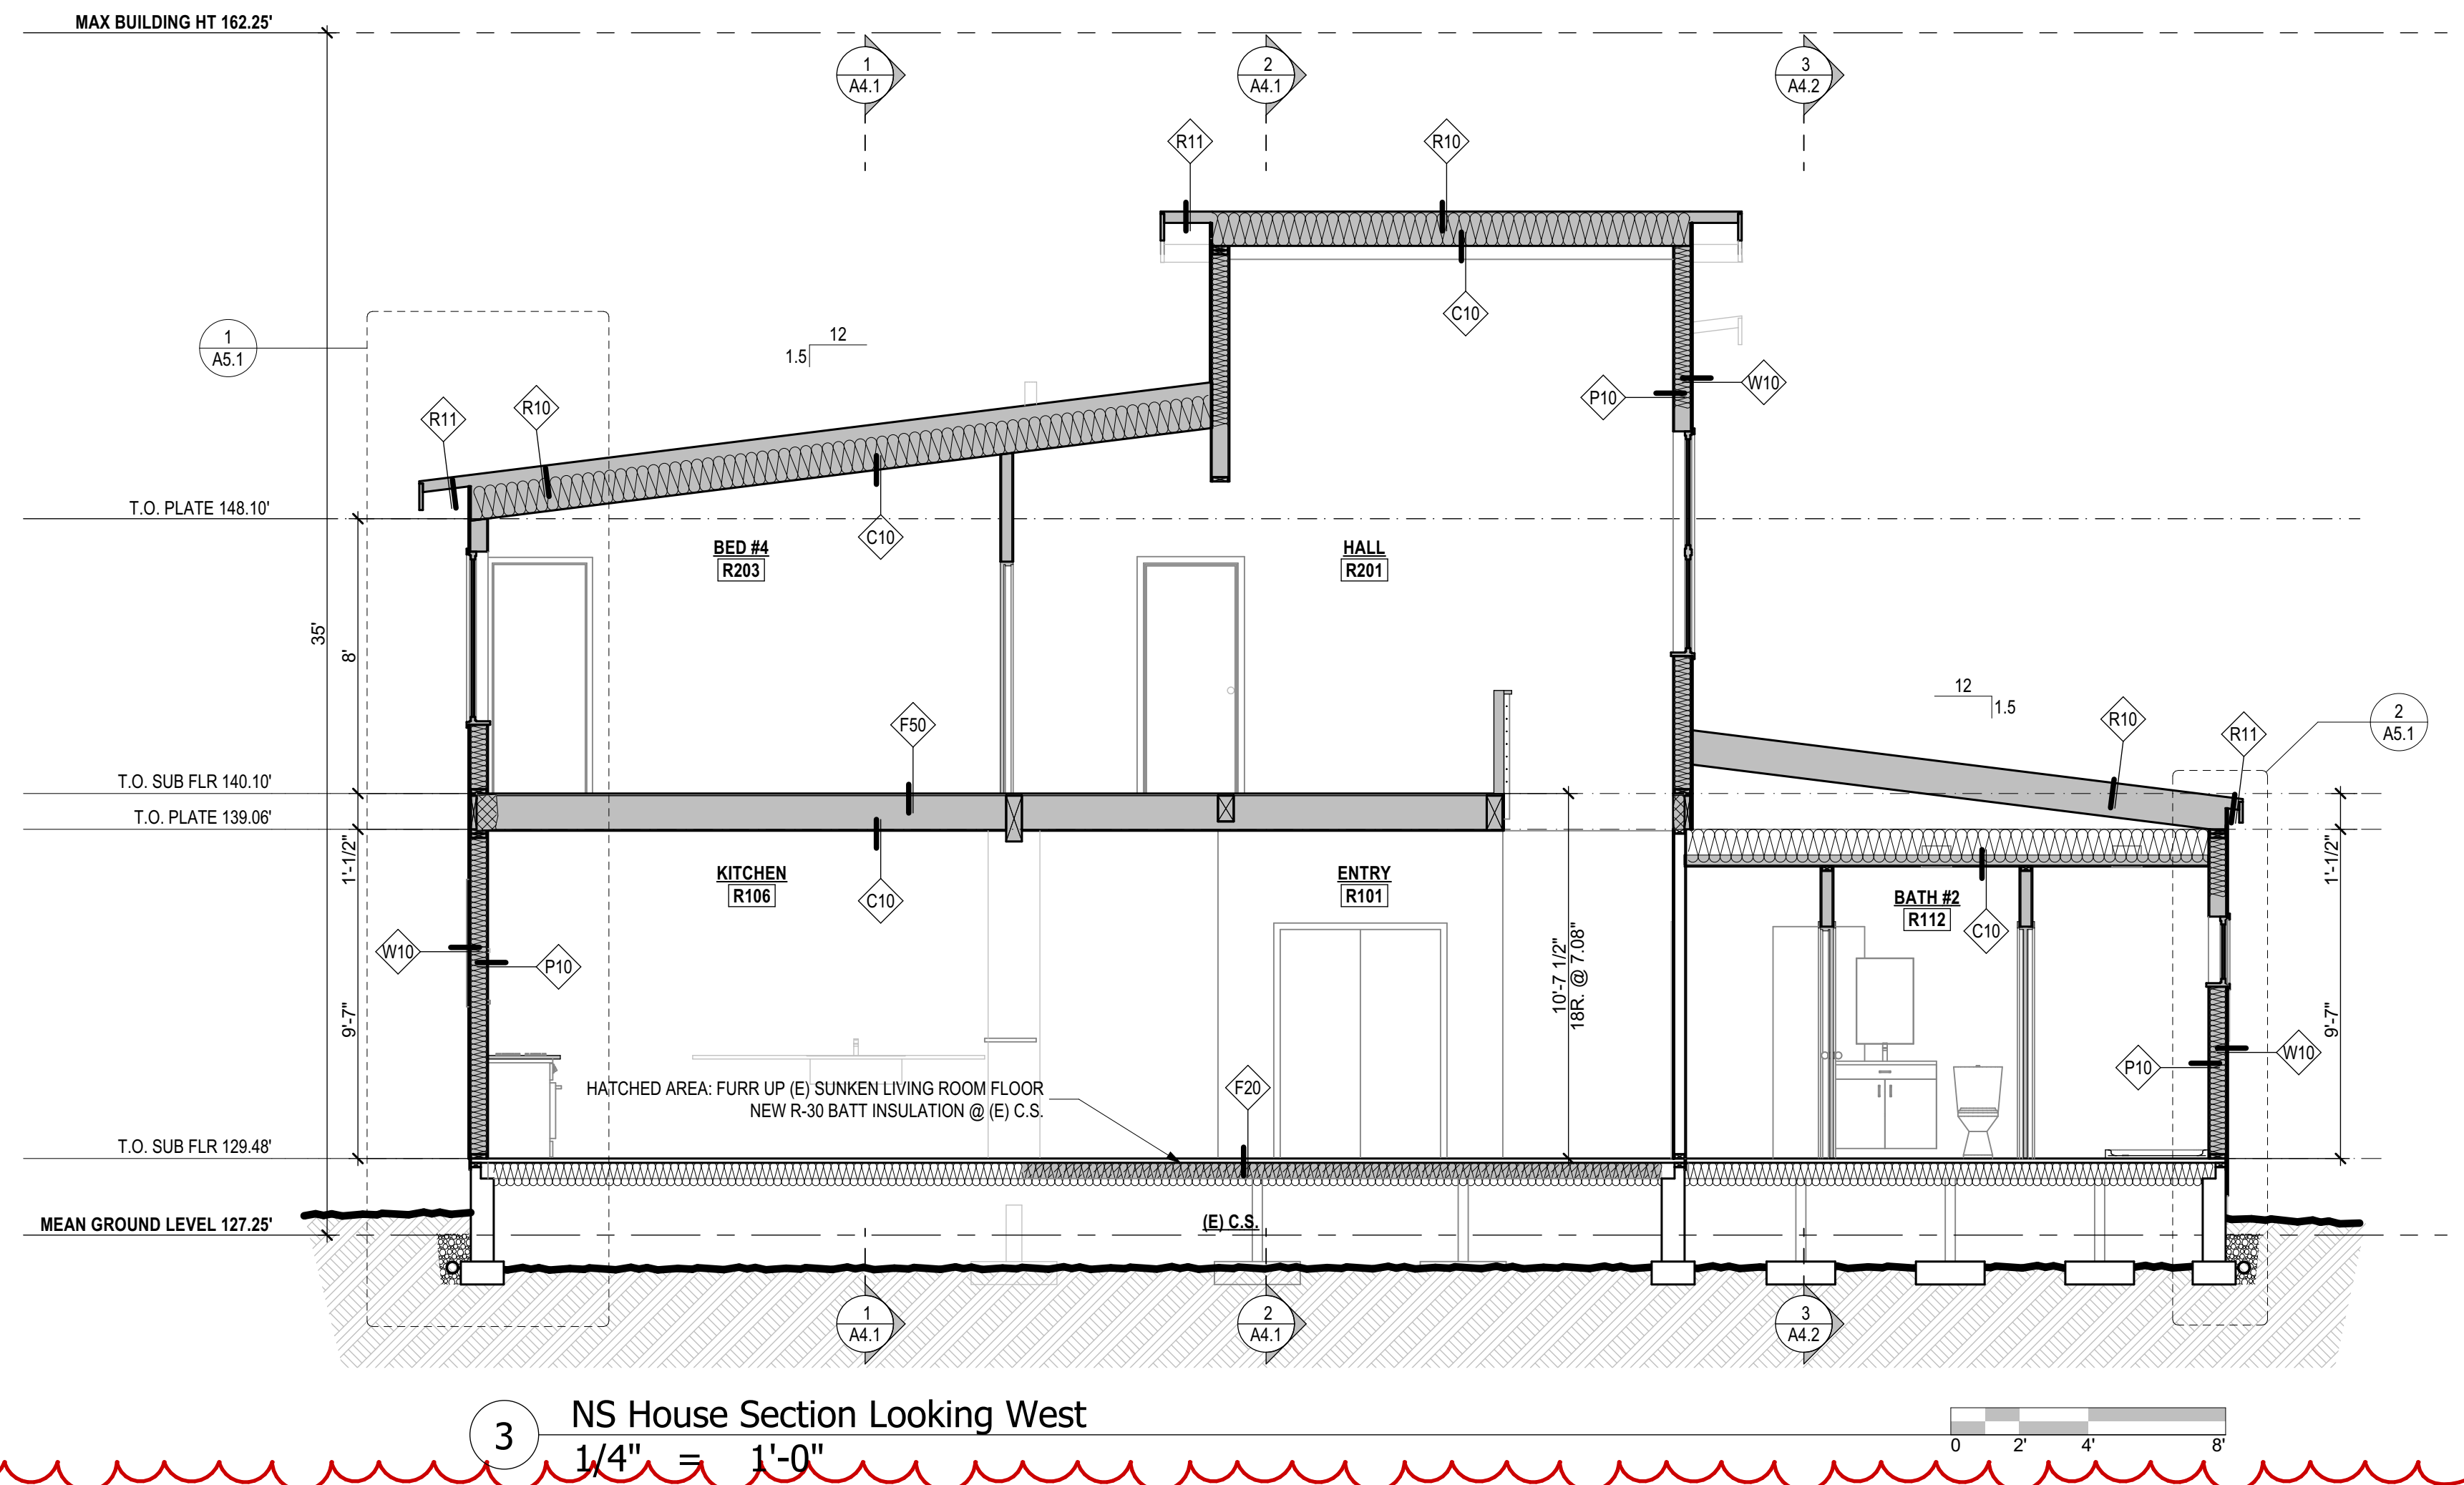 MAX BUILDING HT 162.25'
1
A4.1
2
A4.1
3
A4.2
R11
R10
C10
1
A5.1
12
1.5
R11
R10
P10
W10
T.O. PLATE 148.10'
C10
BED #4
R203
HALL
R201
35'
8'
12
1.5
F50
R10
R11
2
A5.1
T.O. SUB FLR 140.10'
T.O. PLATE 139.06'
1'-1/2"
1'-1/2"
KITCHEN
R106
C10
ENTRY
R101
BATH #2
R112
C10
W10
P10
10'-7 1/2"
18R. @ 7.08"
9'-7"
9'-7"
P10
W10
HATCHED AREA: FURR UP (E) SUNKEN LIVING ROOM FLOOR
NEW R-30 BATT INSULATION @ (E) C.S.
F20
T.O. SUB FLR 129.48'
MEAN GROUND LEVEL 127.25'
(E) C.S.
1
A4.1
2
A4.1
3
A4.2
3
NS House Section Looking West
1/4" = 1'-0"
0 2' 4' 8'